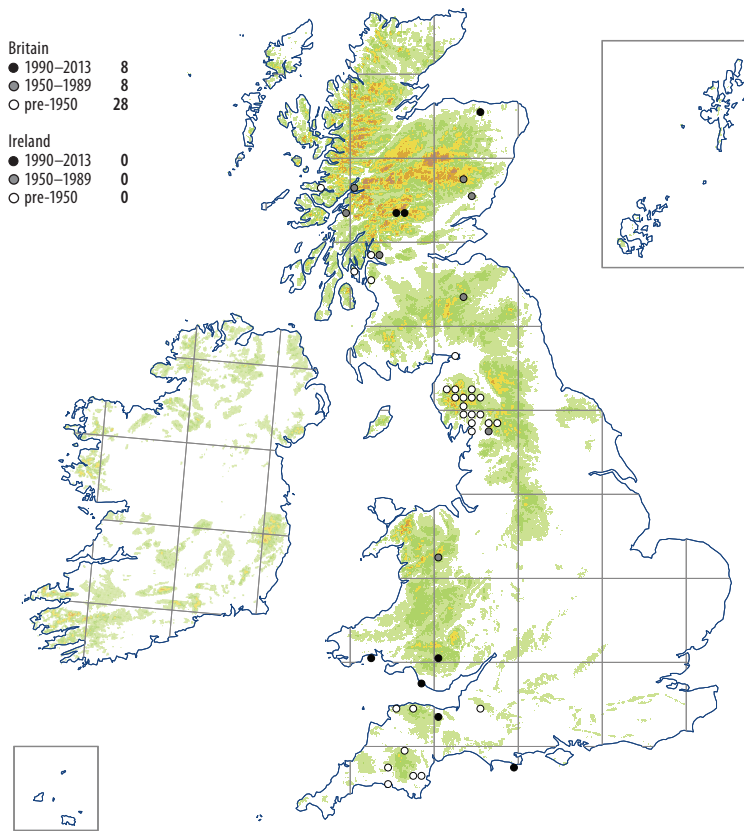 Britain
● 1990–2013 8
● 1950–1989 8
○ pre-1950 28
Ireland
● 1990–2013 0
● 1950–1989 0
○ pre-1950 0